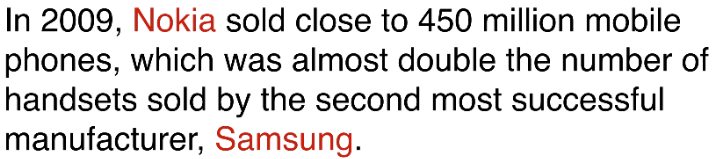 In 2009, Nokia sold close to 450 million mobile
phones, which was almost double the number of
handsets sold by the second most successful
manufacturer, Samsung.